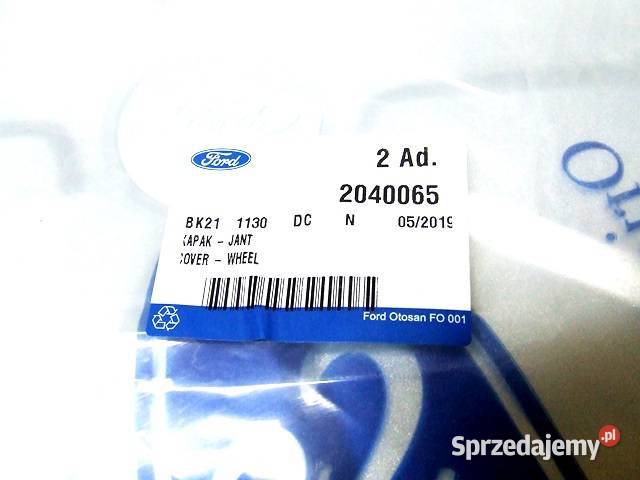 Ford
2 Ad.
2040065
BK21 1130 DC N 05/2019
KAPAK - JANT
COVER - WHEEL
Ford Otosan FO 001
Sprzedajemy.pl